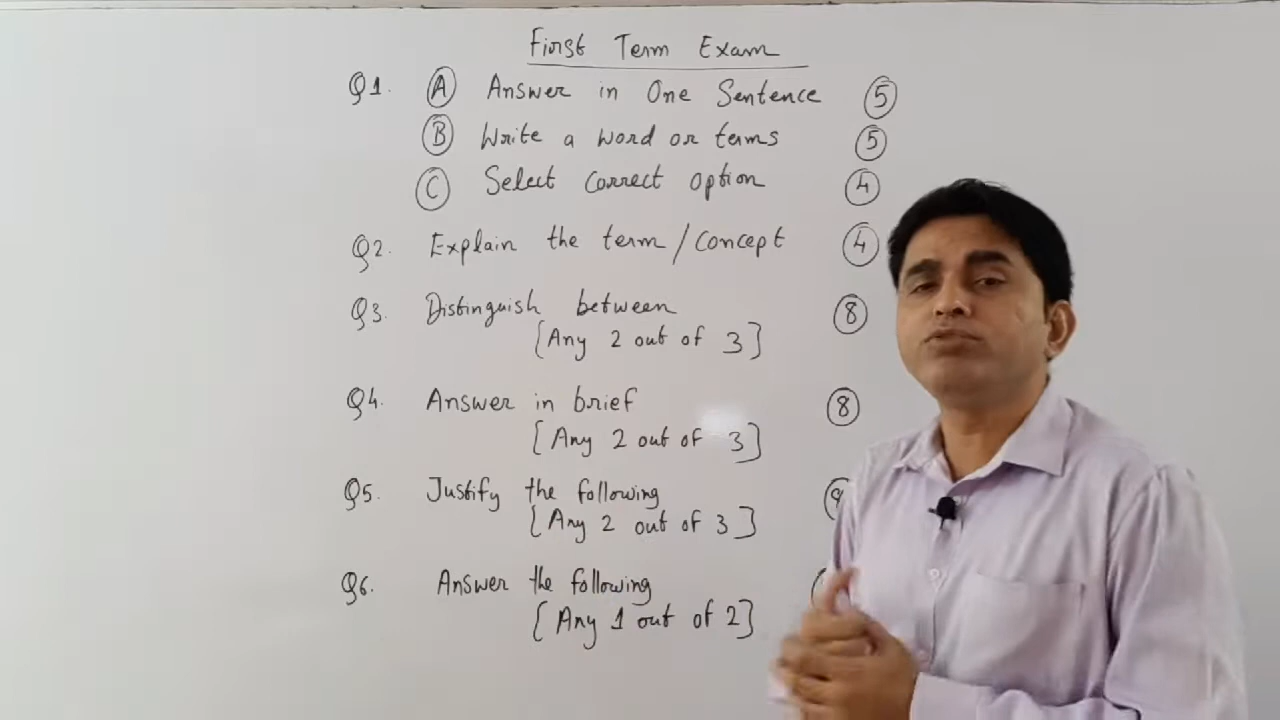 First Term Exam
Q1. A Answer in One Sentence 5
B Write a word or terms 5
C Select Correct Option 4
Q2. Explain the term/Concept 4
Q3. Distinguish between 8
[Any 2 out of 3]
Q4. Answer in brief 8
[Any 2 out of 3]
Q5. Justify the following
[Any 2 out of 3]
Q6. Answer the following
[Any 1 out of 2]